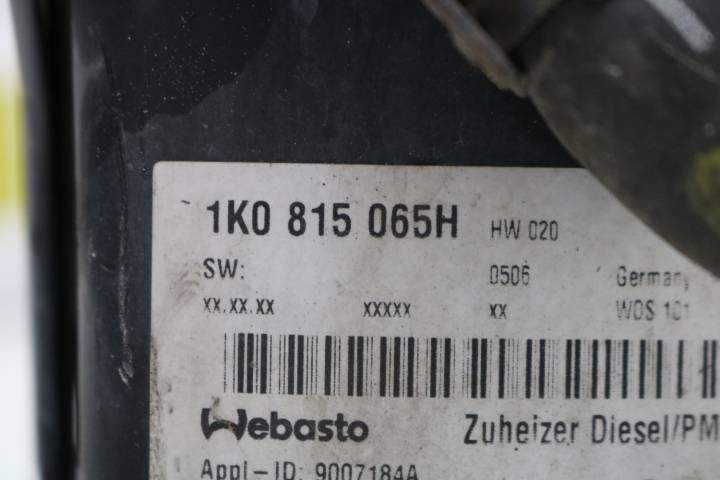 1K0 815 065H HW 020
SW: 0506 Germany
XX.XX.XX XXXXX XX WOS 101
Webasto Zuheizer Diesel/PM
Appl-ID: 9007184A